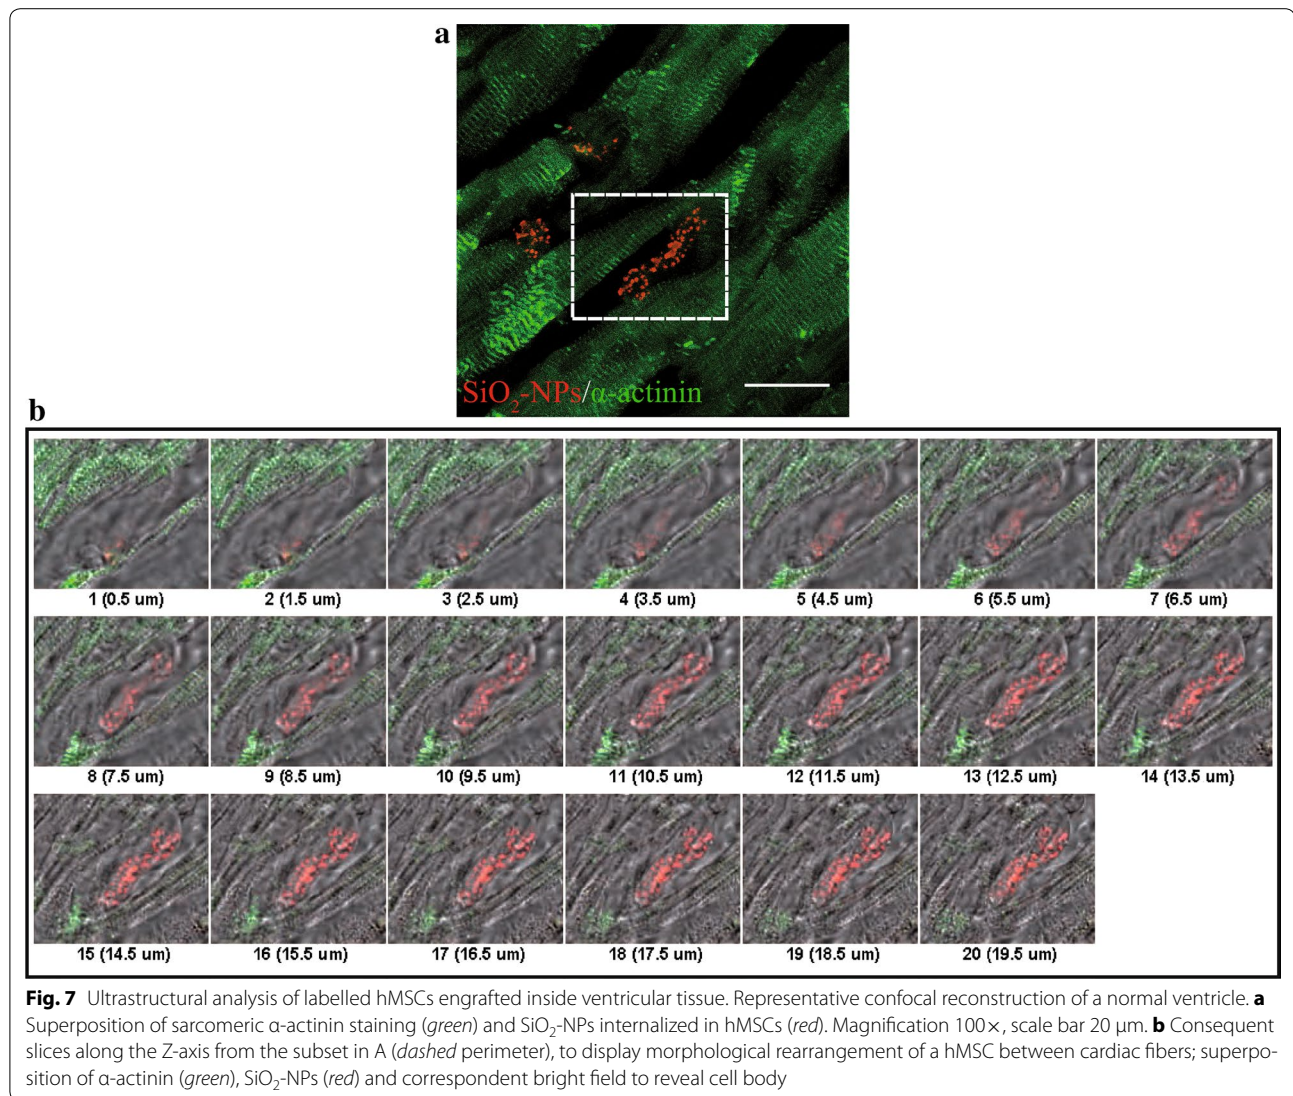 a
SiO₂-NPs/α-actinin
b
1 (0.5 um) 2 (1.5 um) 3 (2.5 um) 4 (3.5 um) 5 (4.5 um) 6 (5.5 um) 7 (6.5 um)
8 (7.5 um) 9 (8.5 um) 10 (9.5 um) 11 (10.5 um) 12 (11.5 um) 13 (12.5 um) 14 (13.5 um)
15 (14.5 um) 16 (15.5 um) 17 (16.5 um) 18 (17.5 um) 19 (18.5 um) 20 (19.5 um)
Fig. 7 Ultrastructural analysis of labelled hMSCs engrafted inside ventricular tissue. Representative confocal reconstruction of a normal ventricle. a
Superposition of sarcomeric α-actinin staining (green) and SiO₂-NPs internalized in hMSCs (red). Magnification 100×, scale bar 20 μm. b Consequent
slices along the Z-axis from the subset in A (dashed perimeter), to display morphological rearrangement of a hMSC between cardiac fibers; superpo-
sition of α-actinin (green), SiO₂-NPs (red) and correspondent bright field to reveal cell body